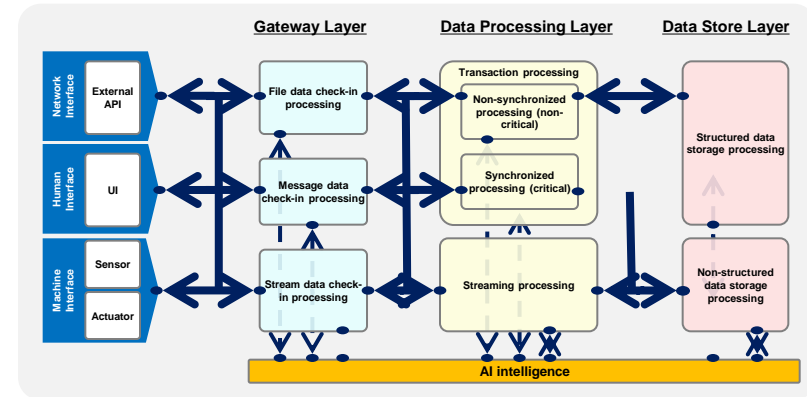 Gateway Layer
Data Processing Layer
Data Store Layer
Network
Interface
External
API
File data check-in
processing
Transaction processing
Non-synchronized
processing (non-
critical)
Structured data
storage processing
Human
Interface
UI
Message data
check-in processing
Synchronized
processing (critical)
Machine
Interface
Sensor
Actuator
Stream data check-
in processing
Streaming processing
Non-structured
data storage
processing
AI intelligence